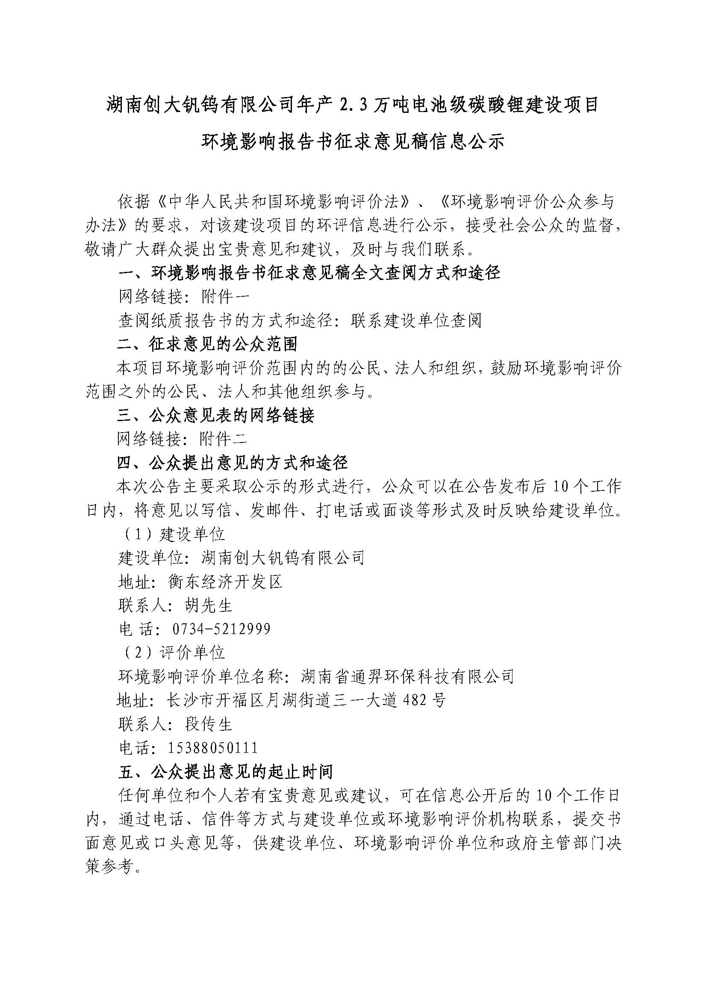 湖南创大钒钨有限公司年产 2.3 万吨电池级碳酸锂建设项目
环境影响报告书征求意见稿信息公示
依据《中华人民共和国环境影响评价法》、《环境影响评价公众参与
办法》的要求，对该建设项目的环评信息进行公示，接受社会公众的监督，
敬请广大群众提出宝贵意见和建议，及时与我们联系。
一、环境影响报告书征求意见稿全文查阅方式和途径
网络链接：附件一
查阅纸质报告书的方式和途径：联系建设单位查阅
二、征求意见的公众范围
本项目环境影响评价范围内的的公民、法人和组织，鼓励环境影响评价
范围之外的公民、法人和其他组织参与。
三、公众意见表的网络链接
网络链接：附件二
四、公众提出意见的方式和途径
本次公告主要采取公示的形式进行，公众可以在公告发布后 10 个工作
日内，将意见以写信、发邮件、打电话或面谈等形式及时反映给建设单位。
（1）建设单位
建设单位：湖南创大钒钨有限公司
地址：衡东经济开发区
联系人：胡先生
电 话：0734-5212999
（2）评价单位
环境影响评价单位名称：湖南省通羿环保科技有限公司
地址：长沙市开福区月湖街道三一大道 482 号
联系人：段传生
电话：15388050111
五、公众提出意见的起止时间
任何单位和个人若有宝贵意见或建议，可在信息公开后的 10 个工作日
内，通过电话、信件等方式与建设单位或环境影响评价机构联系，提交书
面意见或口头意见等，供建设单位、环境影响评价单位和政府主管部门决
策参考。